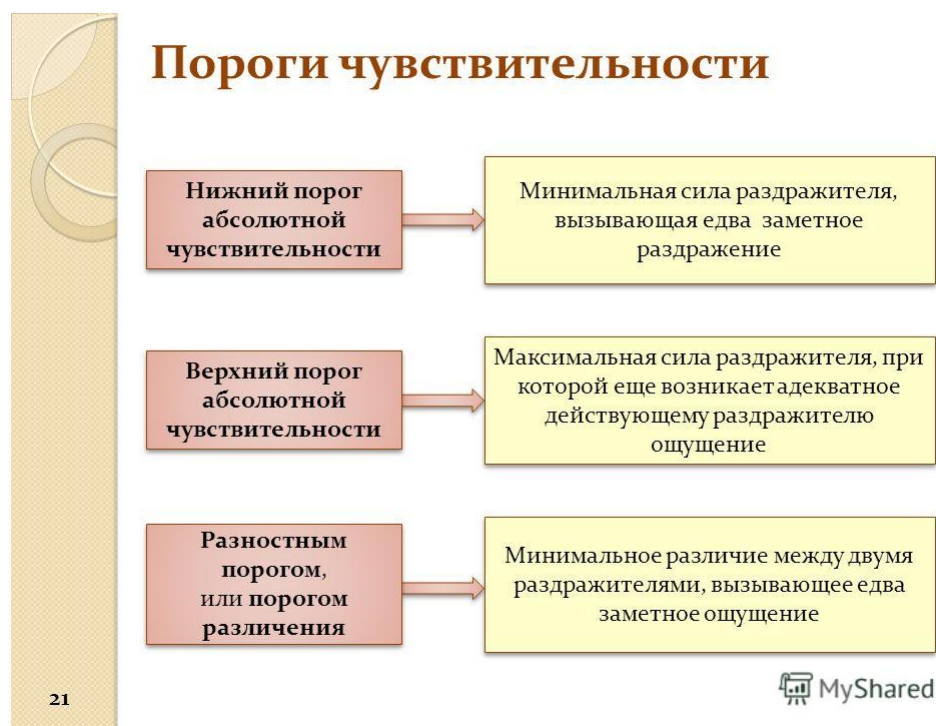 Пороги чувствительности
Нижний порог
абсолютной
чувствительности
Минимальная сила раздражителя,
вызывающая едва заметное
раздражение
Верхний порог
абсолютной
чувствительности
Максимальная сила раздражителя, при
которой еще возникает адекватное
действующему раздражителю
ощущение
Разностным
порогом,
или порогом
различения
Минимальное различие между двумя
раздражителями, вызывающее едва
заметное ощущение
21
MyShared